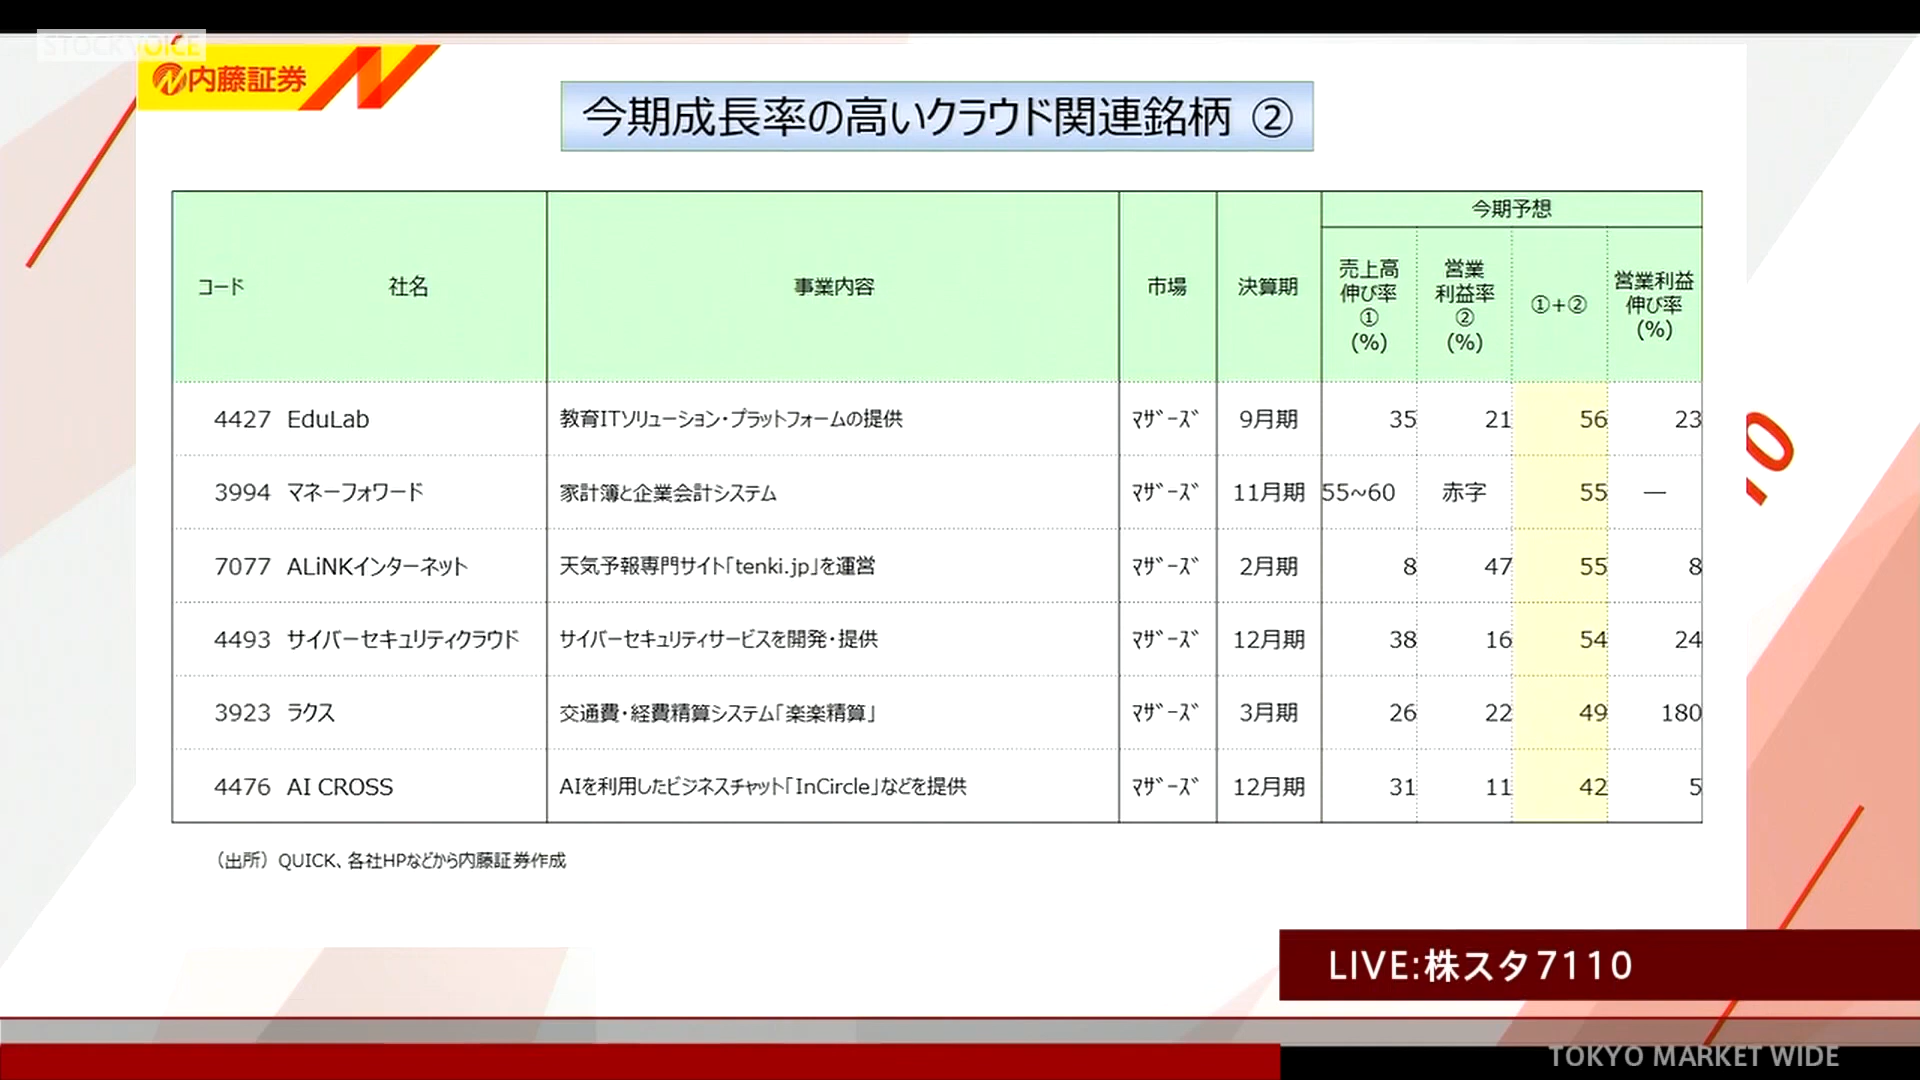 STOCKVOICE
内藤証券
今期成長率の高いクラウド関連銘柄 ②
コード 社名 事業内容 市場 決算期 今期予想
売上高伸び率①(%) 営業利益率②(%) ①+② 営業利益伸び率(%)
4427 EduLab 教育ITソリューション・プラットフォームの提供 ﾏｻﾞｰｽﾞ 9月期 35 21 56 23
3994 マネーフォワード 家計簿と企業会計システム ﾏｻﾞｰｽﾞ 11月期 55~60 赤字 55 ―
7077 ALiNKインターネット 天気予報専門サイト「tenki.jp」を運営 ﾏｻﾞｰｽﾞ 2月期 8 47 55 8
4493 サイバーセキュリティクラウド サイバーセキュリティサービスを開発・提供 ﾏｻﾞｰｽﾞ 12月期 38 16 54 24
3923 ラクス 交通費・経費精算システム「楽楽精算」 ﾏｻﾞｰｽﾞ 3月期 26 22 49 180
4476 AI CROSS AIを利用したビジネスチャット「InCircle」などを提供 ﾏｻﾞｰｽﾞ 12月期 31 11 42 5
（出所）QUICK、各社HPなどから内藤証券作成
10
LIVE:株スタ7110
TOKYO MARKET WIDE